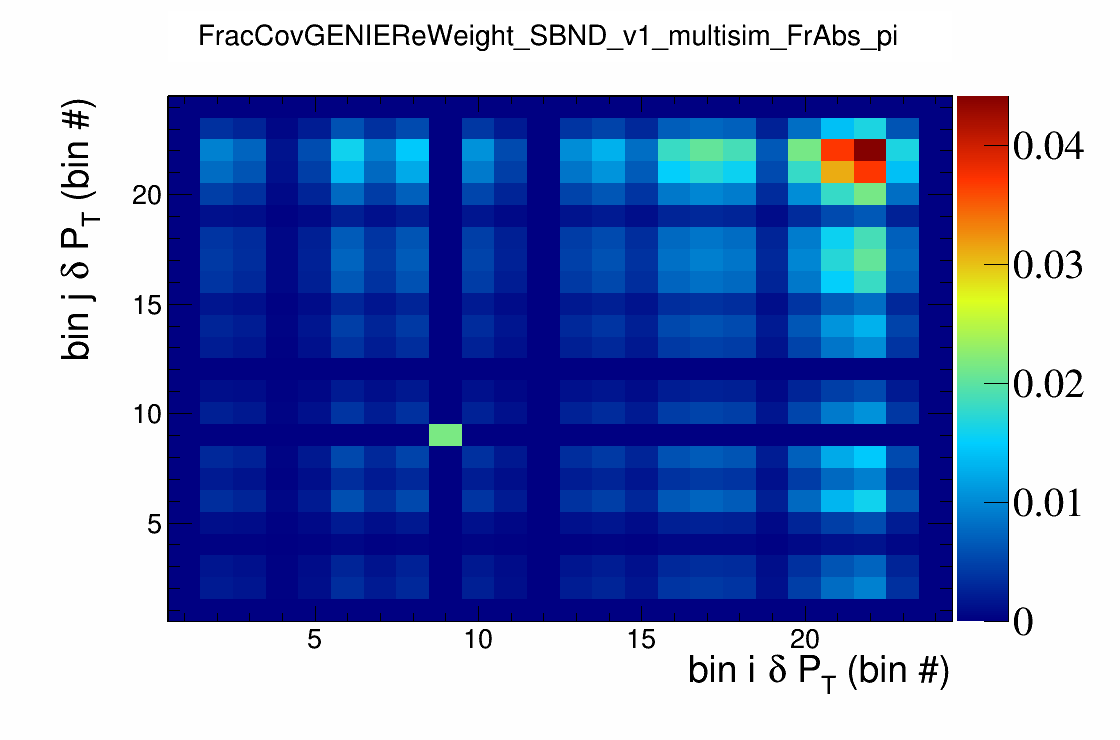 FracCovGENIEReWeight_SBND_v1_multisim_FrAbs_pi
bin j δ P_T (bin #)
20
15
10
5
0.04
0.03
0.02
0.01
0
5 10 15 20
bin i δ P_T (bin #)